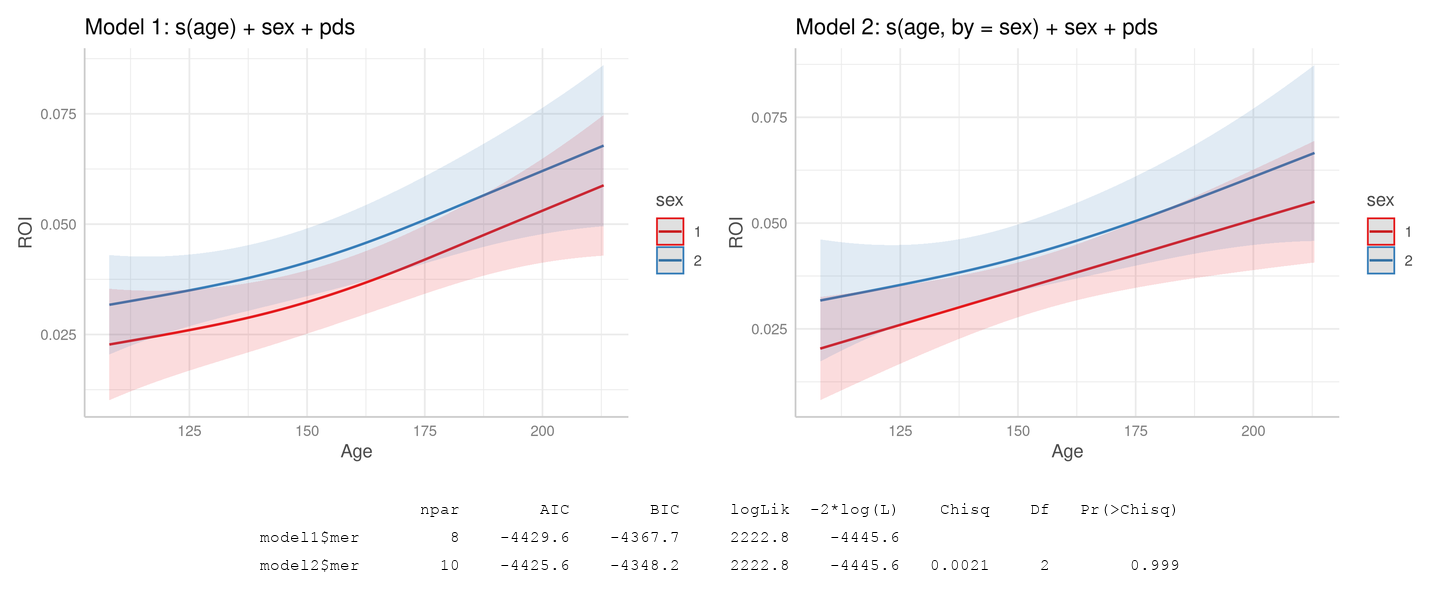 Model 1: s(age) + sex + pds
0.075
0.050
0.025
ROI
125 150 175 200
Age
sex
1
2
Model 2: s(age, by = sex) + sex + pds
0.075
0.050
0.025
ROI
125 150 175 200
Age
sex
1
2
npar AIC BIC logLik -2*log(L) Chisq Df Pr(>Chisq)
model1$mer 8 -4429.6 -4367.7 2222.8 -4445.6
model2$mer 10 -4425.6 -4348.2 2222.8 -4445.6 0.0021 2 0.999